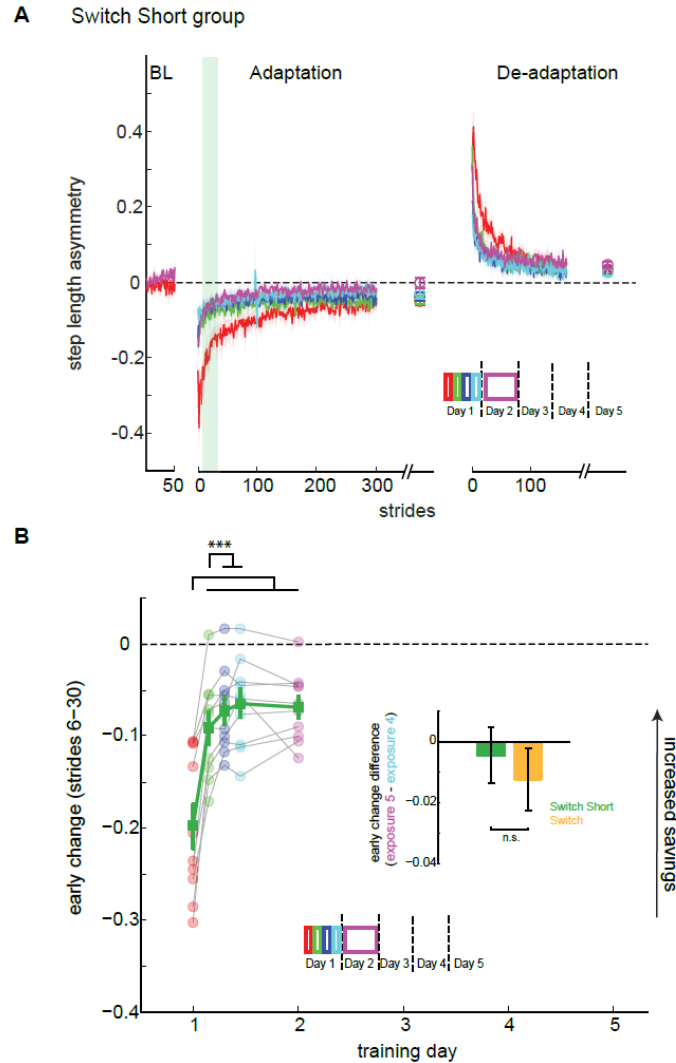 A Switch Short group
BL Adaptation De-adaptation
step length asymmetry
0.4
0.2
0
−0.2
−0.4
Day 1 Day 2 Day 3 Day 4 Day 5
50 0 100 200 300 0 100
strides
B
***
early change (strides 6−30)
0
−0.1
−0.2
−0.3
−0.4
early change difference
(exposure 5 - exposure 4)
0
−0.02
−0.04
n.s.
Switch Short
Switch
increased savings
Day 1 Day 2 Day 3 Day 4 Day 5
1 2 3 4 5
training day